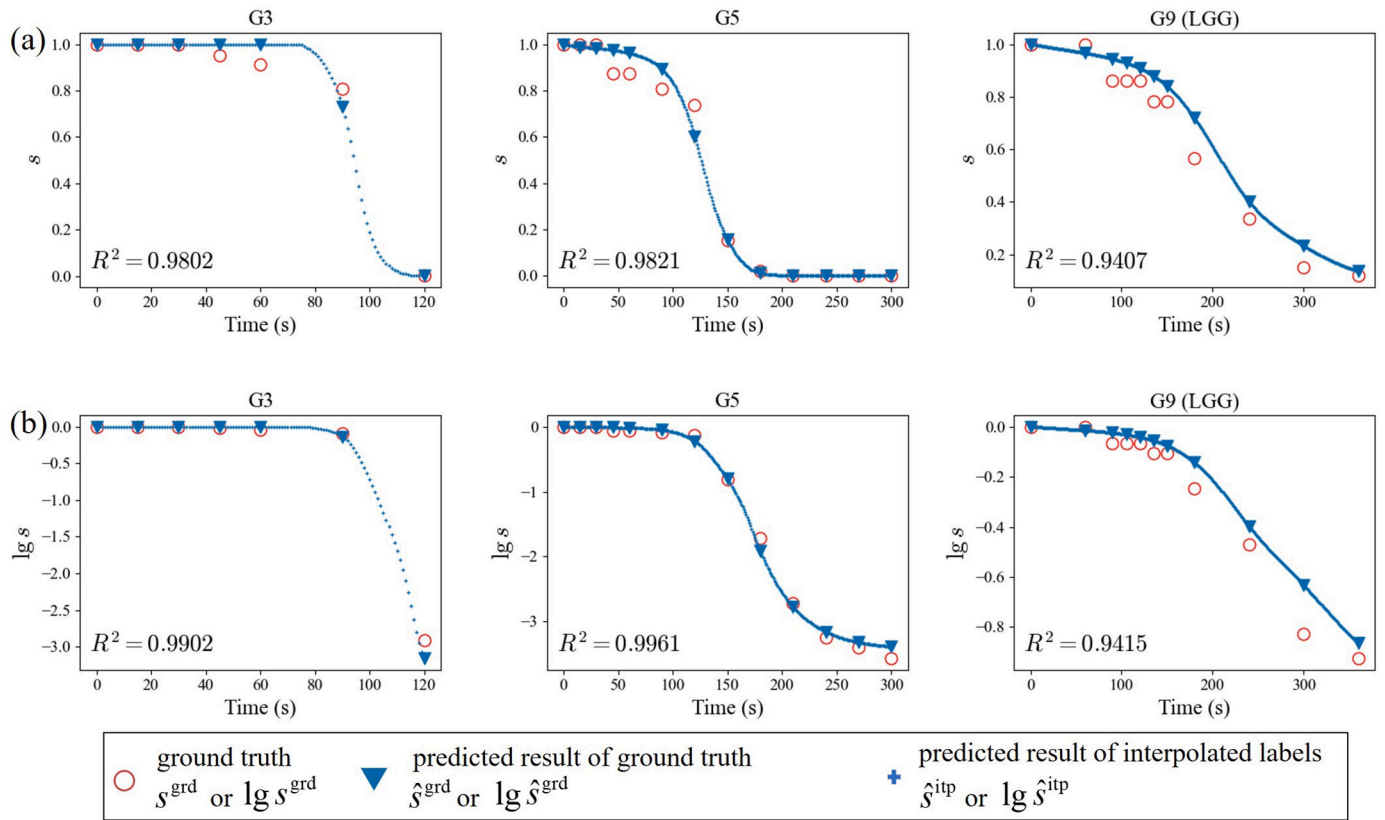 (a)
G3
1.0
0.8
0.6
0.4
0.2
0.0
s
R² = 0.9802
0 20 40 60 80 100 120
Time (s)
G5
1.0
0.8
0.6
0.4
0.2
0.0
s
R² = 0.9821
0 50 100 150 200 250 300
Time (s)
G9 (LGG)
1.0
0.8
0.6
0.4
0.2
s
R² = 0.9407
0 100 200 300
Time (s)
(b)
G3
0.0
−0.5
−1.0
−1.5
−2.0
−2.5
−3.0
lg s
R² = 0.9902
0 20 40 60 80 100 120
Time (s)
G5
0
−1
−2
−3
lg s
R² = 0.9961
0 50 100 150 200 250 300
Time (s)
G9 (LGG)
0.0
−0.2
−0.4
−0.6
−0.8
lg s
R² = 0.9415
0 100 200 300
Time (s)
ground truth
s^grd or lg s^grd
predicted result of ground truth
ŝ^grd or lg ŝ^grd
predicted result of interpolated labels
ŝ^itp or lg ŝ^itp